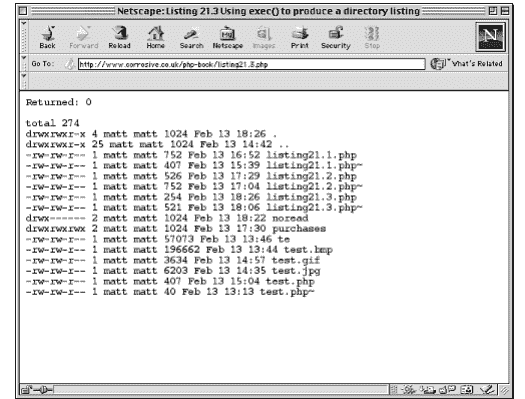 Netscape: Listing 21.3 Using exec() to produce a directory listing
Back Forward Reload Home Search Netscape Images Print Security Stop
N
Go To: http://www.corrosive.co.uk/php-book/listing21.3.php What's Related
Returned: 0
total 274
drwxrwxr-x 4 matt matt 1024 Feb 13 18:26 .
drwxrwxr-x 25 matt matt 1024 Feb 13 14:42 ..
-rw-rw-r-- 1 matt matt 752 Feb 13 16:52 listing21.1.php
-rw-rw-r-- 1 matt matt 407 Feb 13 15:39 listing21.1.php~
-rw-rw-r-- 1 matt matt 526 Feb 13 17:29 listing21.2.php
-rw-rw-r-- 1 matt matt 752 Feb 13 17:04 listing21.2.php~
-rw-rw-r-- 1 matt matt 254 Feb 13 18:26 listing21.3.php
-rw-rw-r-- 1 matt matt 521 Feb 13 18:06 listing21.3.php~
drwx------ 2 matt matt 1024 Feb 13 18:22 noread
drwxrwxrwx 2 matt matt 1024 Feb 13 17:30 purchases
-rw-rw-r-- 1 matt matt 57073 Feb 13 13:46 te
-rw-rw-r-- 1 matt matt 196662 Feb 13 13:44 test.bmp
-rw-rw-r-- 1 matt matt 3634 Feb 13 14:57 test.gif
-rw-rw-r-- 1 matt matt 6203 Feb 13 14:35 test.jpg
-rw-rw-r-- 1 matt matt 407 Feb 13 15:04 test.php
-rw-rw-r-- 1 matt matt 40 Feb 13 13:13 test.php~